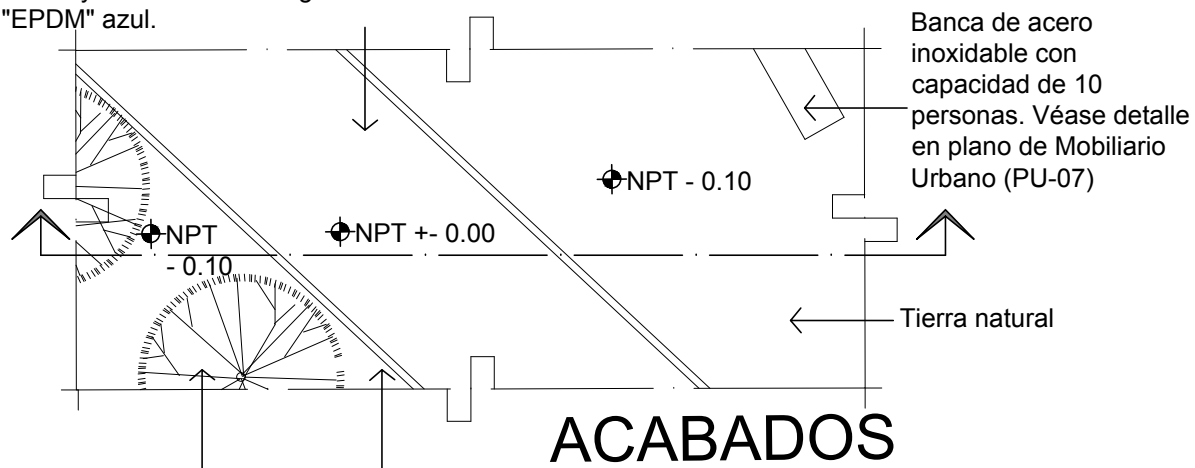 "EPDM" azul.
Banca de acero
inoxidable con
capacidad de 10
personas. Véase detalle
en plano de Mobiliario
Urbano (PU-07)
NPT - 0.10
NPT +- 0.00
NPT
- 0.10
Tierra natural
ACABADOS